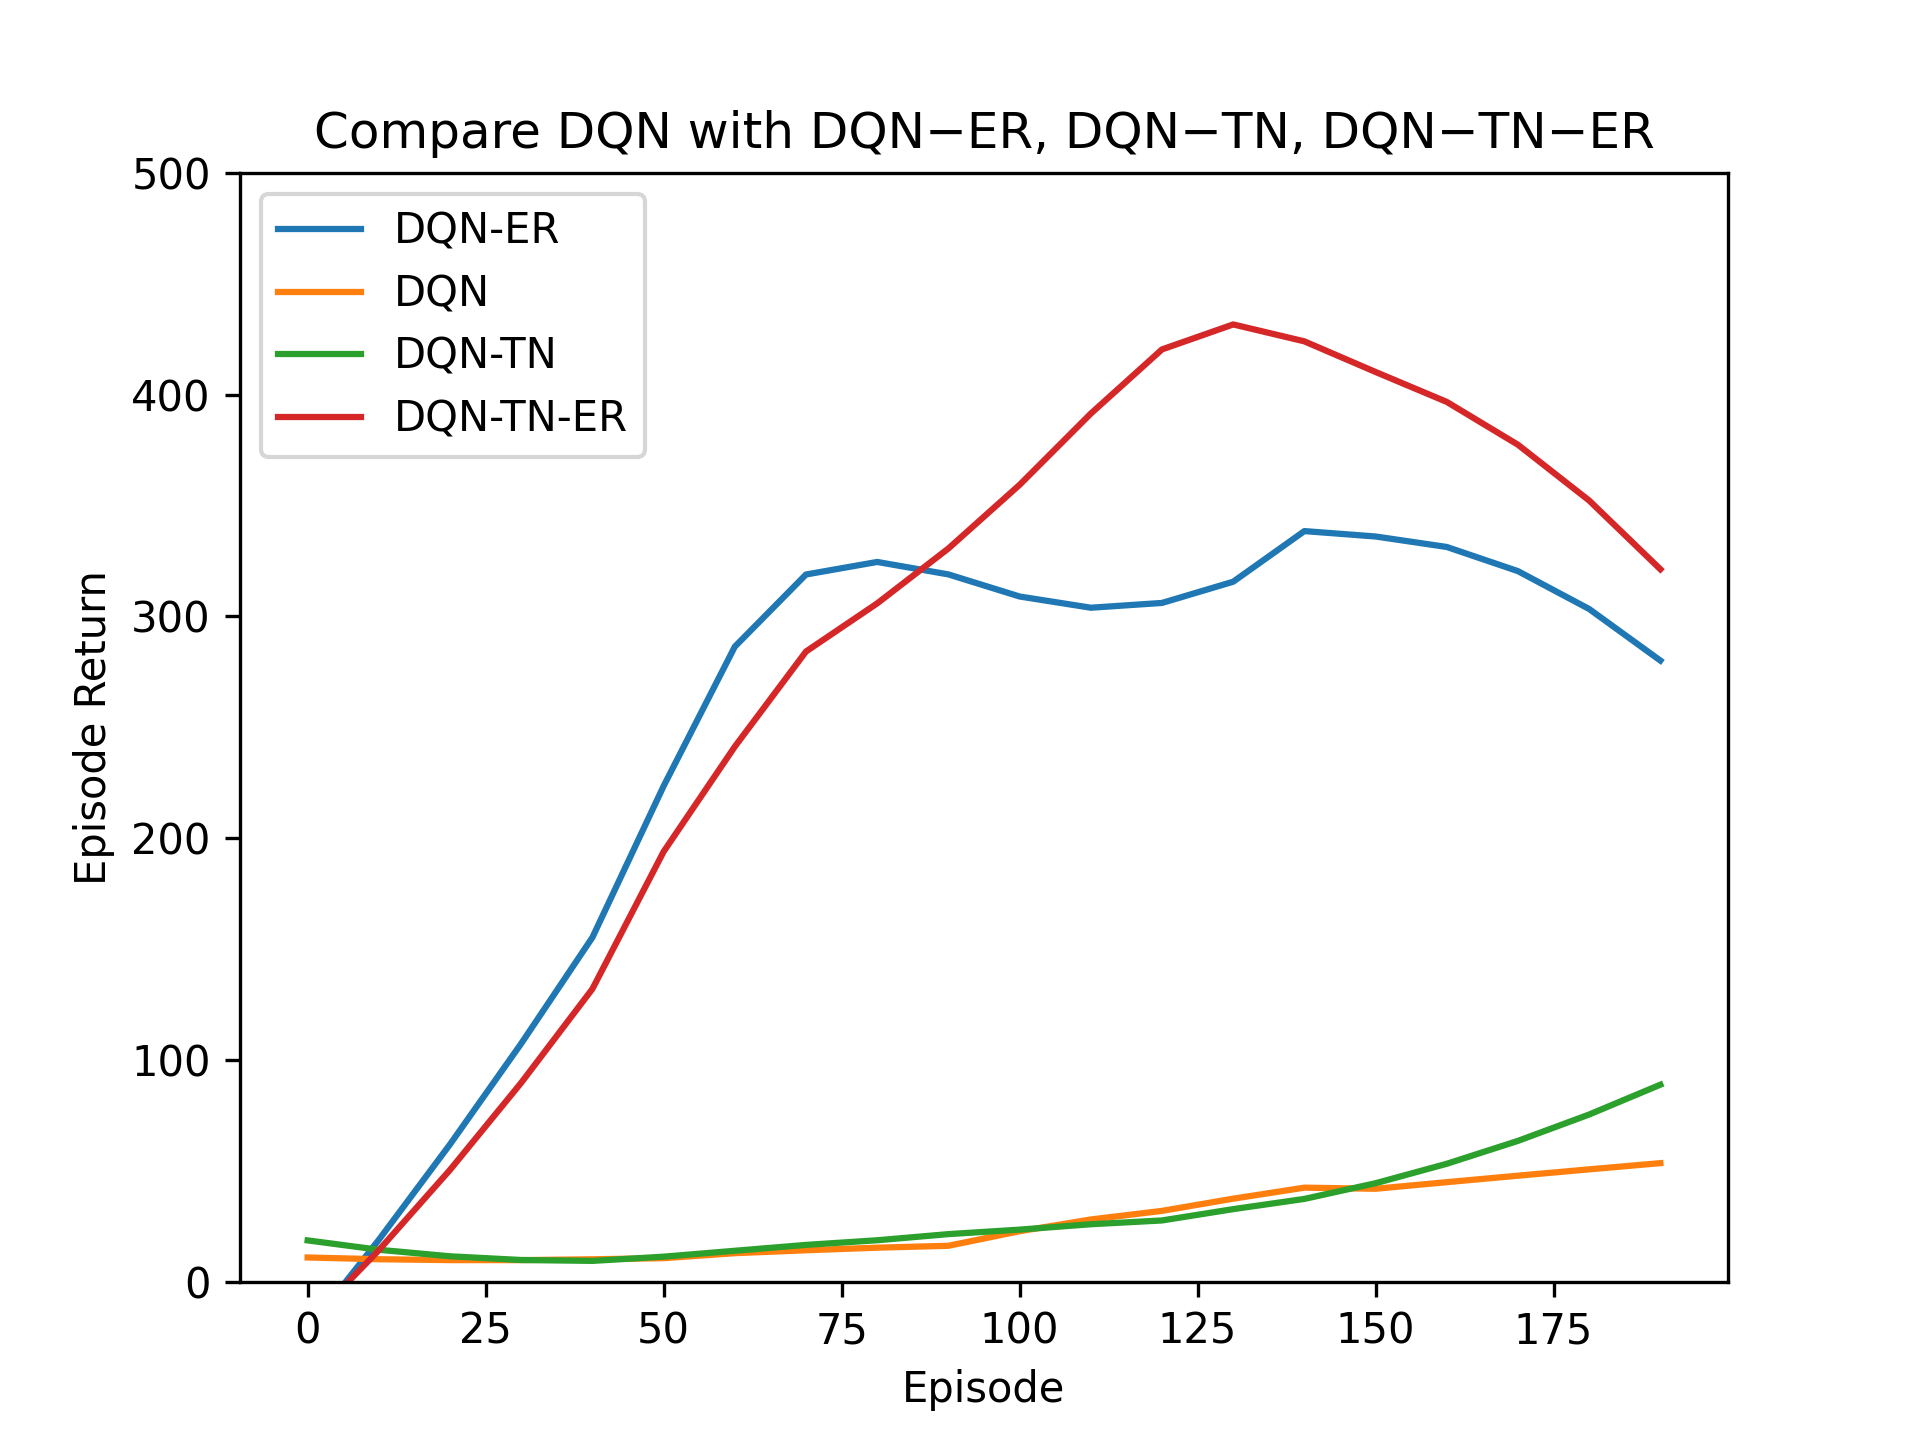 Compare DQN with DQN−ER, DQN−TN, DQN−TN−ER
500
400
300
200
100
0
Episode Return
DQN-ER
DQN
DQN-TN
DQN-TN-ER
0 25 50 75 100 125 150 175
Episode